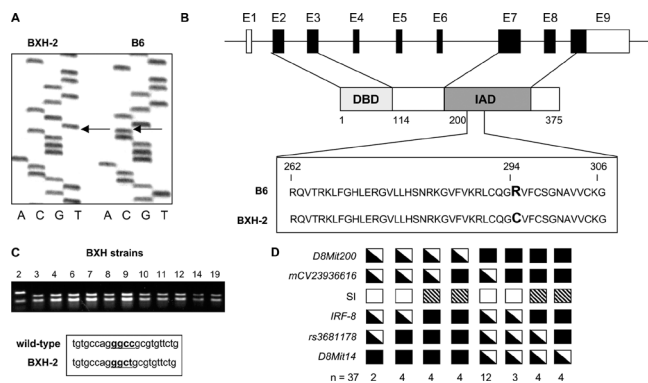 A
BXH-2 B6
A C G T A C G T
B
E1 E2 E3 E4 E5 E6 E7 E8 E9
DBD IAD
1 114 200 375
262 294 306
B6 RQVTRKLFGHLERGVLLHSNRKGVFVKRLCQGRVFCSGNAVVCKG
BXH-2 RQVTRKLFGHLERGVLLHSNRKGVFVKRLCQGCVFCSGNAVVCKG
C
BXH strains
2 3 4 6 7 8 9 10 11 12 14 19
wild-type tgtgccagggccgcgtgttctg
BXH-2 tgtgccagggctgcgtgttctg
D
D8Mit200
mCV23936616
SI
IRF-8
rs3681178
D8Mit14
n = 37 2 4 4 4 12 3 4 4